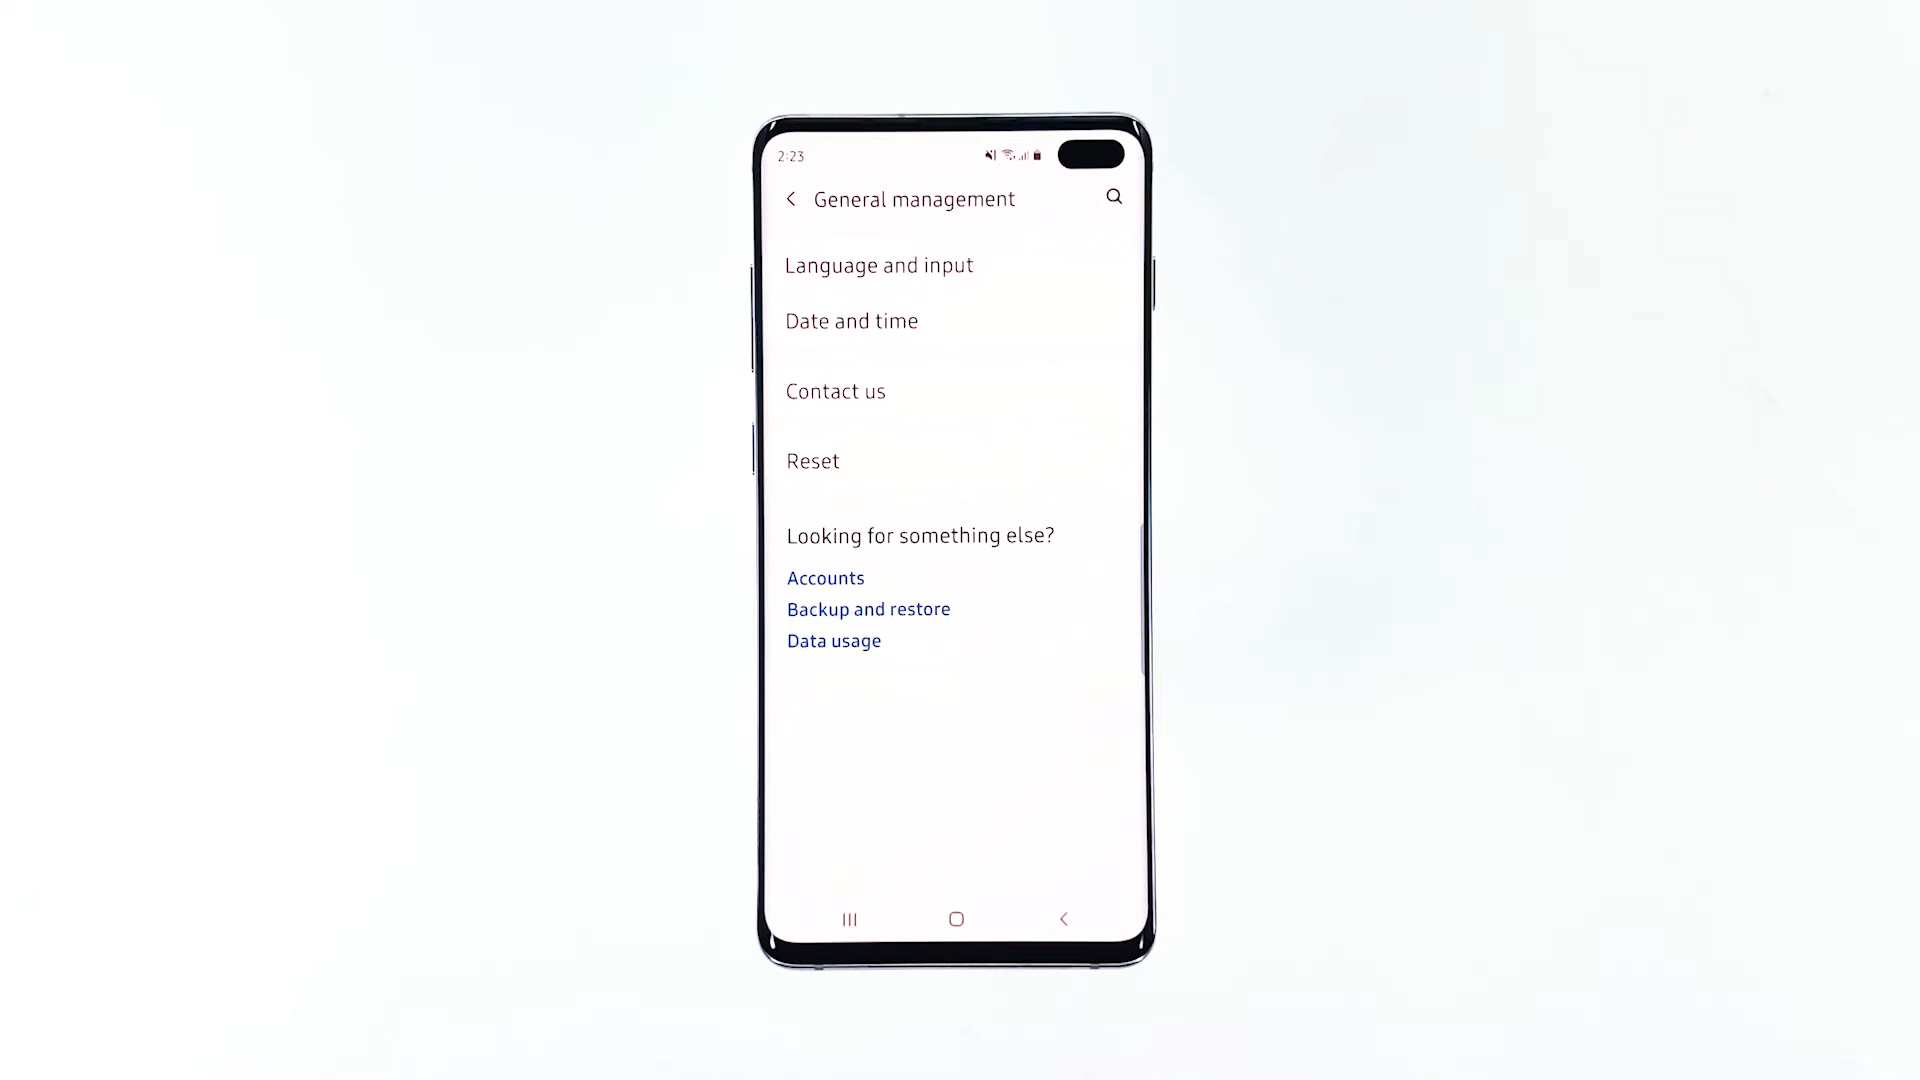 2:23
General management
Language and input
Date and time
Contact us
Reset
Looking for something else?
Accounts
Backup and restore
Data usage